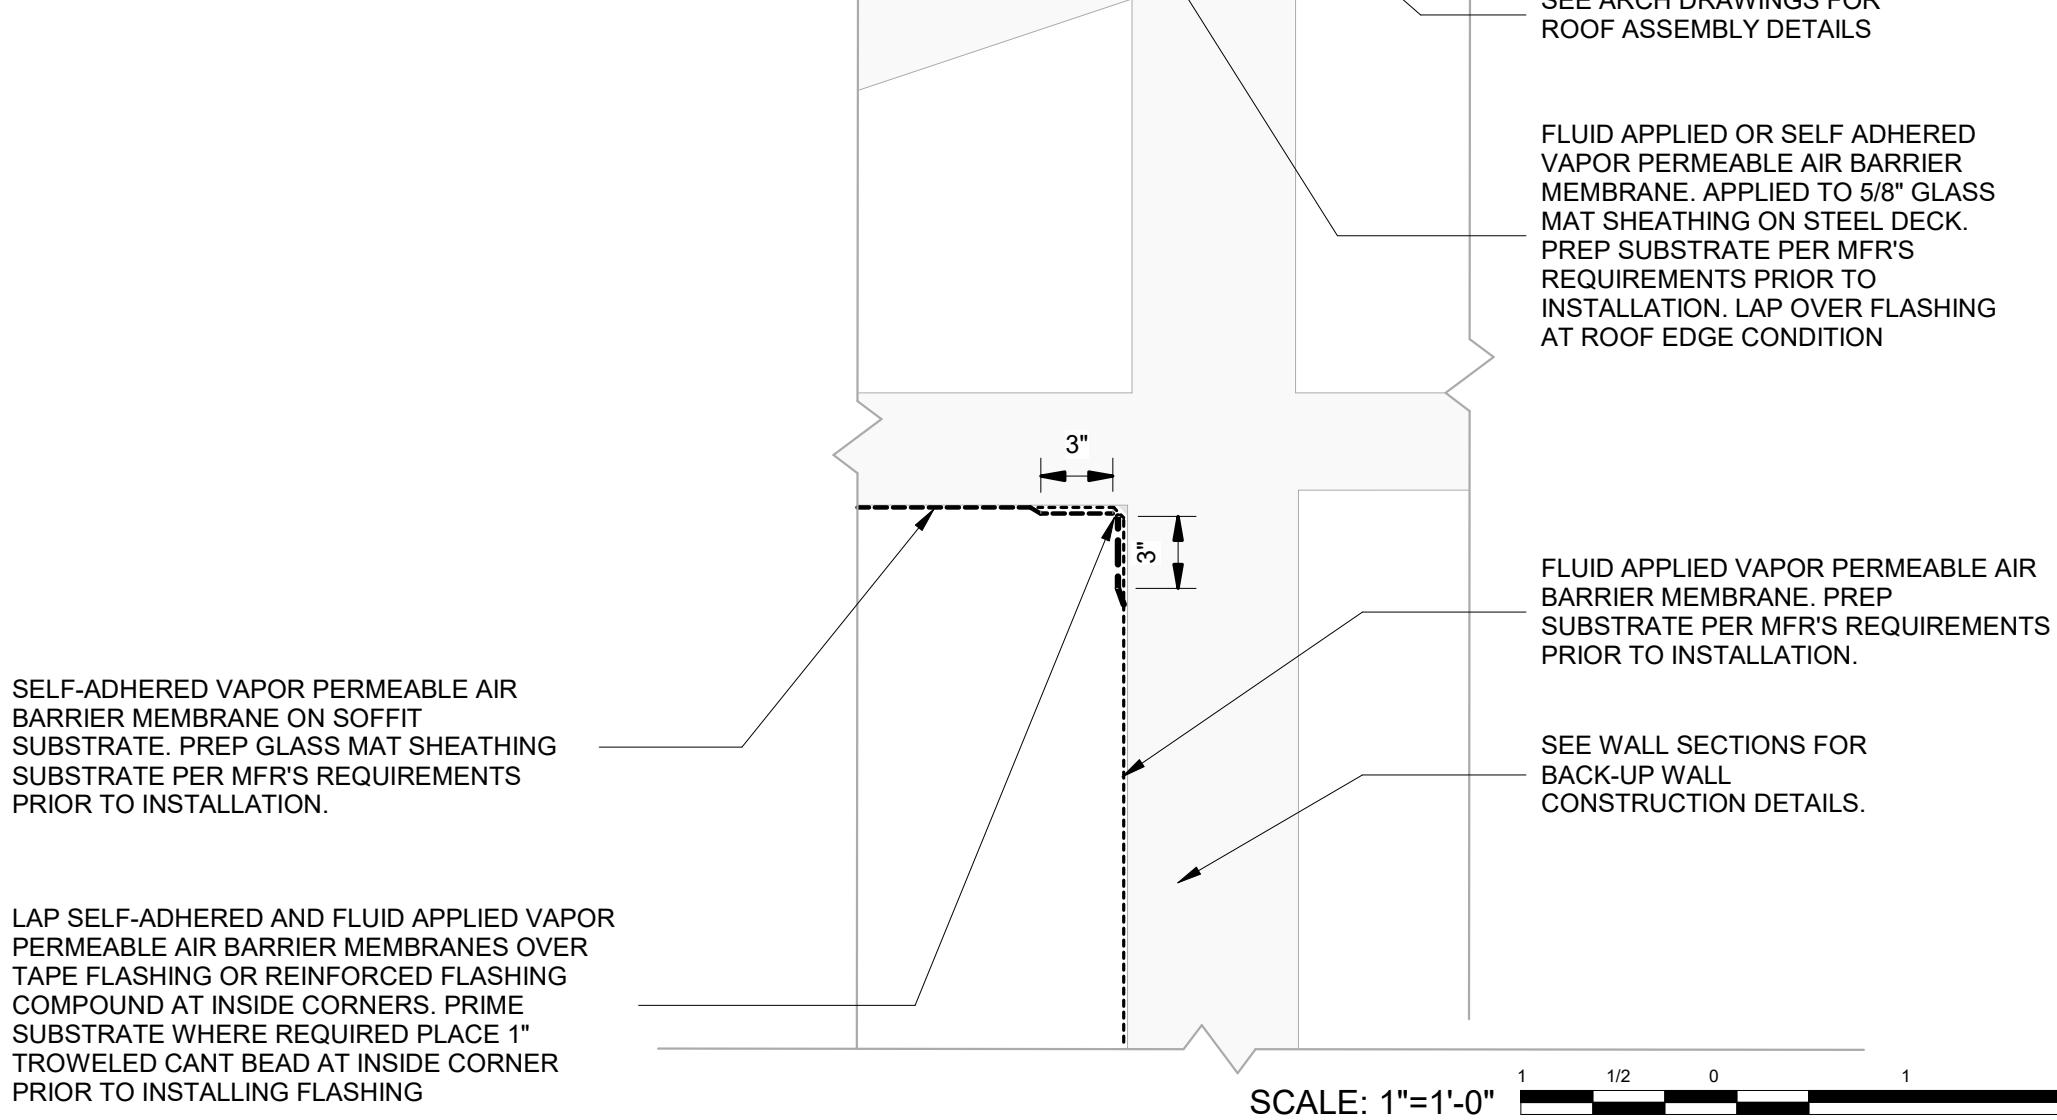 SEE ARCH DRAWINGS FOR
ROOF ASSEMBLY DETAILS
FLUID APPLIED OR SELF ADHERED
VAPOR PERMEABLE AIR BARRIER
MEMBRANE. APPLIED TO 5/8" GLASS
MAT SHEATHING ON STEEL DECK.
PREP SUBSTRATE PER MFR'S
REQUIREMENTS PRIOR TO
INSTALLATION. LAP OVER FLASHING
AT ROOF EDGE CONDITION
3"
3"
FLUID APPLIED VAPOR PERMEABLE AIR
BARRIER MEMBRANE. PREP
SUBSTRATE PER MFR'S REQUIREMENTS
PRIOR TO INSTALLATION.
SELF-ADHERED VAPOR PERMEABLE AIR
BARRIER MEMBRANE ON SOFFIT
SUBSTRATE. PREP GLASS MAT SHEATHING
SUBSTRATE PER MFR'S REQUIREMENTS
PRIOR TO INSTALLATION.
SEE WALL SECTIONS FOR
BACK-UP WALL
CONSTRUCTION DETAILS.
LAP SELF-ADHERED AND FLUID APPLIED VAPOR
PERMEABLE AIR BARRIER MEMBRANES OVER
TAPE FLASHING OR REINFORCED FLASHING
COMPOUND AT INSIDE CORNERS. PRIME
SUBSTRATE WHERE REQUIRED PLACE 1"
TROWELED CANT BEAD AT INSIDE CORNER
PRIOR TO INSTALLING FLASHING
1 1/2 0 1
SCALE: 1"=1'-0"